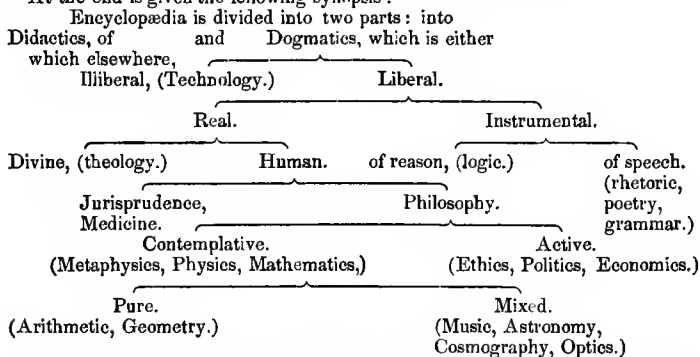 At the end is given the following synopsis:
Encyclopædia is divided into two parts: into
Didactics, of and Dogmatics, which is either
which elsewhere,
Illiberal, (Technology.) Liberal.
Real. Instrumental.
Divine, (theology.) Human. of reason, (logic.) of speech.
(rhetoric,
Jurisprudence, Philosophy. poetry,
Medicine. grammar.)
Contemplative. Active.
(Metaphysics, Physics, Mathematics,) (Ethics, Politics, Economics.)
Pure. Mixed.
(Arithmetic, Geometry.) (Music, Astronomy,
Cosmography, Optics.)